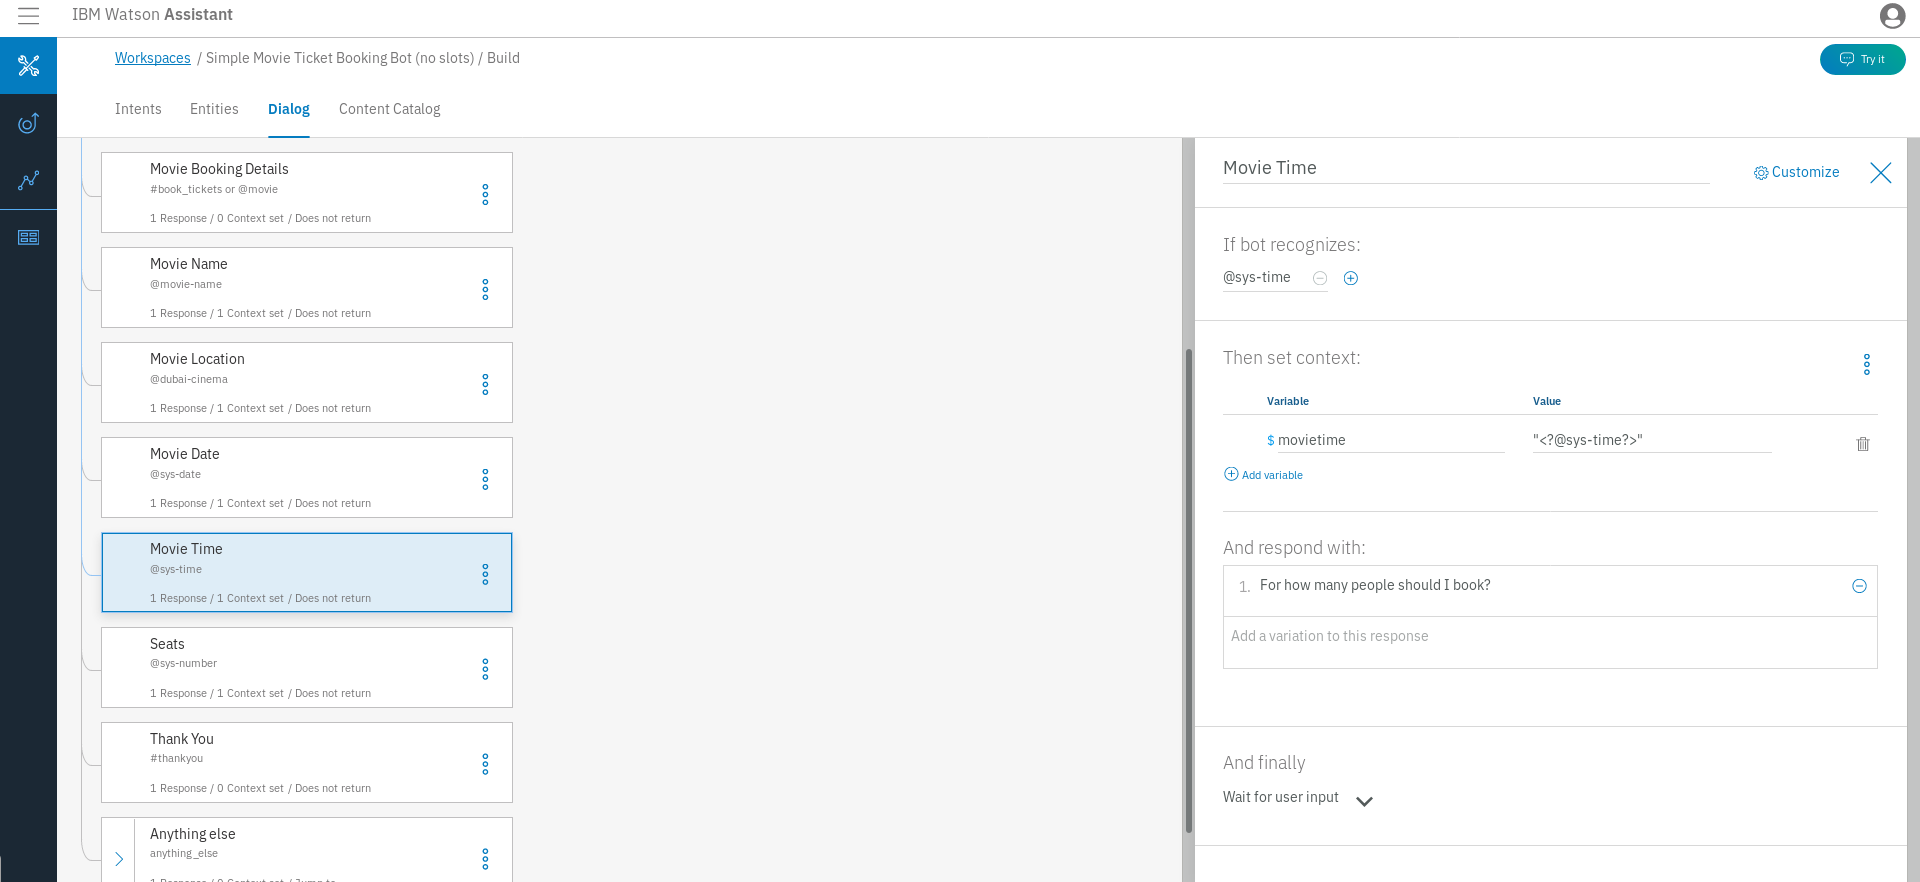 IBM Watson Assistant
Workspaces / Simple Movie Ticket Booking Bot (no slots) / Build
Try it
Intents Entities Dialog Content Catalog
Movie Booking Details
#book_tickets or @movie
1 Response / 0 Context set / Does not return
Movie Name
@movie-name
1 Response / 1 Context set / Does not return
Movie Location
@dubai-cinema
1 Response / 1 Context set / Does not return
Movie Date
@sys-date
1 Response / 1 Context set / Does not return
Movie Time
@sys-time
1 Response / 1 Context set / Does not return
Seats
@sys-number
1 Response / 1 Context set / Does not return
Thank You
#thankyou
1 Response / 0 Context set / Does not return
Anything else
anything_else
1 Response / 0 Context set / Jump to
Movie Time
Customize
If bot recognizes:
@sys-time
Then set context:
Variable Value
$ movietime "<?@sys-time?>"
Add variable
And respond with:
1. For how many people should I book?
Add a variation to this response
And finally
Wait for user input